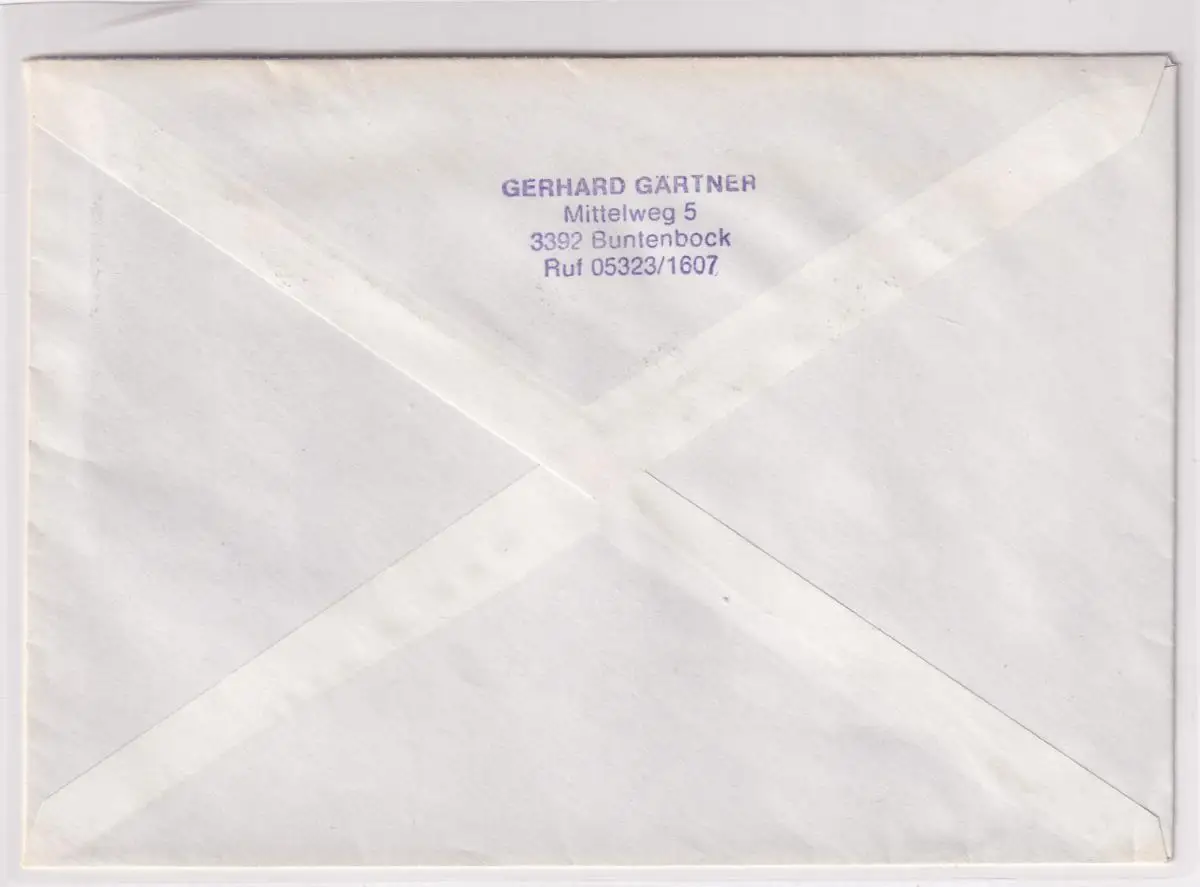 GERHARD GÄRTNER
Mittelweg 5
3392 Buntenbock
Ruf 05323/1607